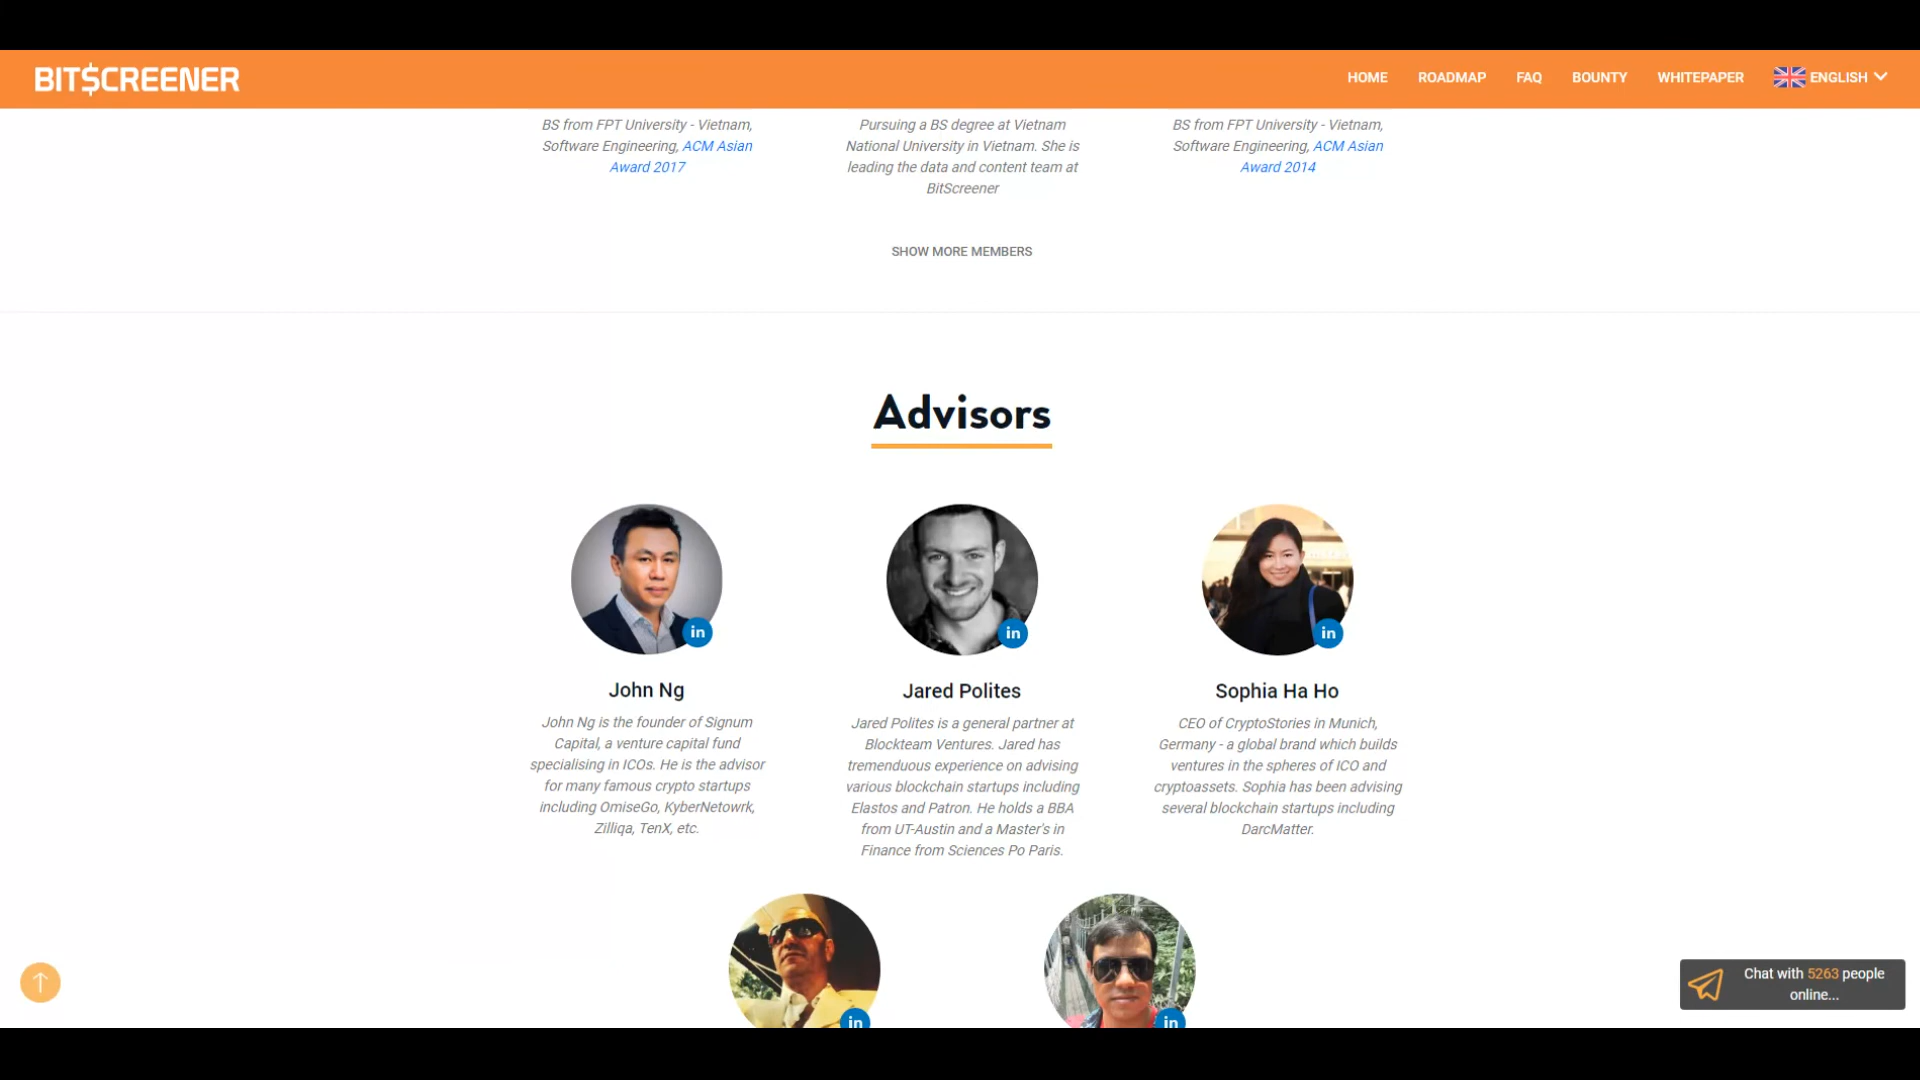 BIT$CREENER
HOME ROADMAP FAQ BOUNTY WHITEPAPER ENGLISH
BS from FPT University - Vietnam,
Software Engineering, ACM Asian
Award 2017
Pursuing a BS degree at Vietnam
National University in Vietnam. She is
leading the data and content team at
BitScreener
BS from FPT University - Vietnam,
Software Engineering, ACM Asian
Award 2014
SHOW MORE MEMBERS
Advisors
in
in
in
John Ng
John Ng is the founder of Signum
Capital, a venture capital fund
specialising in ICOs. He is the advisor
for many famous crypto startups
including OmiseGo, KyberNetowrk,
Zilliqa, TenX, etc.
Jared Polites
Jared Polites is a general partner at
Blockteam Ventures. Jared has
tremenduous experience on advising
various blockchain startups including
Elastos and Patron. He holds a BBA
from UT-Austin and a Master's in
Finance from Sciences Po Paris.
Sophia Ha Ho
CEO of CryptoStories in Munich,
Germany - a global brand which builds
ventures in the spheres of ICO and
cryptoassets. Sophia has been advising
several blockchain startups including
DarcMatter.
in
in
Chat with 5263 people
online...